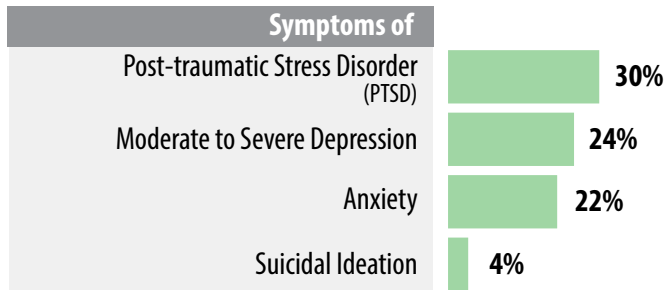 Symptoms of
Post-traumatic Stress Disorder
(PTSD)
30%
Moderate to Severe Depression
24%
Anxiety
22%
Suicidal Ideation
4%